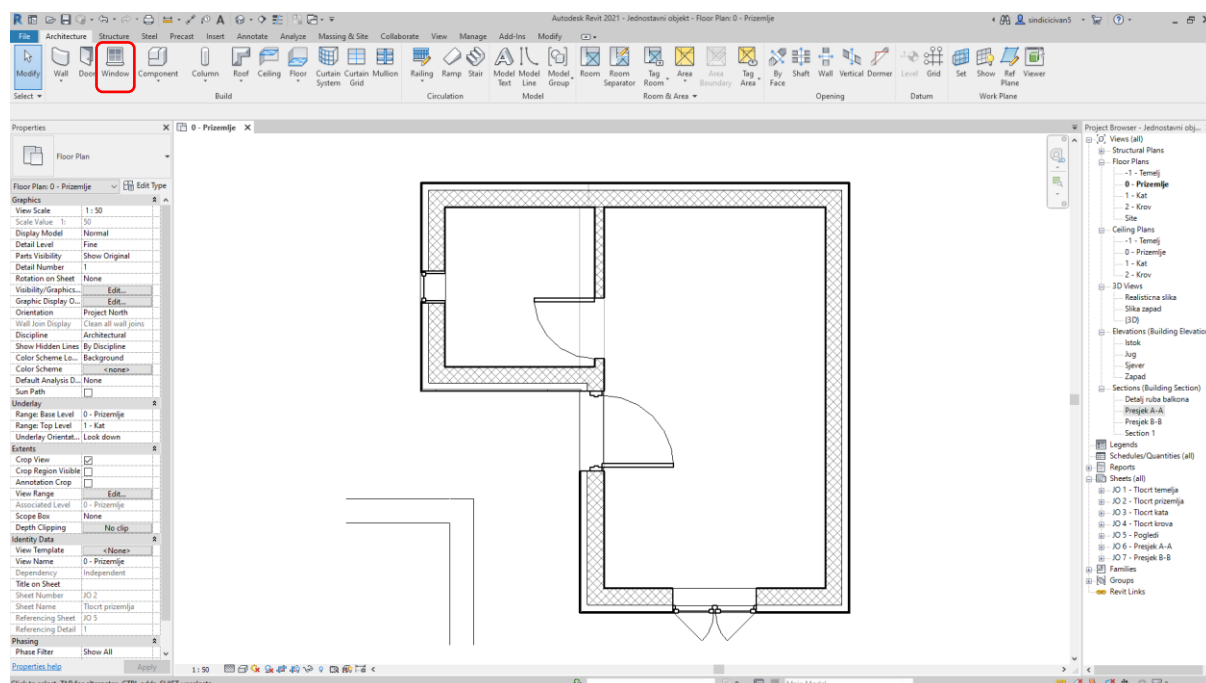 Autodesk Revit 2021 - Jednostavni objekt - Floor Plan: 0 - Prizemlje
sindicicivan5
File Architecture Structure Steel Precast Insert Annotate Analyze Massing & Site Collaborate View Manage Add-Ins Modify
Modify Wall Door Window Component Column Roof Ceiling Floor Curtain System Curtain Grid Mullion Railing Ramp Stair Model Text Model Line Model Group Room Room Separator Tag Room Area Area Boundary Tag Area By Face Shaft Wall Vertical Dormer Level Grid Set Show Ref Plane Viewer
Select Build Circulation Model Room & Area Opening Datum Work Plane
Properties
0 - Prizemlje
Floor Plan
Floor Plan: 0 - Prizemlje Edit Type
Graphics
View Scale 1 : 50
Scale Value 1: 50
Display Model Normal
Detail Level Fine
Parts Visibility Show Original
Detail Number 1
Rotation on Sheet None
Visibility/Graphics... Edit...
Graphic Display O... Edit...
Orientation Project North
Wall Join Display Clean all wall joins
Discipline Architectural
Show Hidden Lines By Discipline
Color Scheme Lo... Background
Color Scheme <none>
Default Analysis D... None
Sun Path
Underlay
Range: Base Level 0 - Prizemlje
Range: Top Level 1 - Kat
Underlay Orientat... Look down
Extents
Crop View
Crop Region Visible
Annotation Crop
View Range Edit...
Associated Level 0 - Prizemlje
Scope Box None
Depth Clipping No clip
Identity Data
View Template <None>
View Name 0 - Prizemlje
Dependency Independent
Title on Sheet
Sheet Number JO 2
Sheet Name Tlocrt prizemlja
Referencing Sheet JO 5
Referencing Detail 1
Phasing
Phase Filter Show All
Properties help Apply
1 : 50
Project Browser - Jednostavni obj...
Views (all)
Structural Plans
Floor Plans
-1 - Temelj
0 - Prizemlje
1 - Kat
2 - Krov
Site
Ceiling Plans
-1 - Temelj
0 - Prizemlje
1 - Kat
2 - Krov
3D Views
Realisticna slika
Slika zapad
{3D}
Elevations (Building Elevation
Istok
Jug
Sjever
Zapad
Sections (Building Section)
Detalj ruba balkona
Presjek A-A
Presjek B-B
Section 1
Legends
Schedules/Quantities (all)
Reports
Sheets (all)
JO 1 - Tlocrt temelja
JO 2 - Tlocrt prizemlja
JO 3 - Tlocrt kata
JO 4 - Tlocrt krova
JO 5 - Pogledi
JO 6 - Presjek A-A
JO 7 - Presjek B-B
Families
Groups
Revit Links